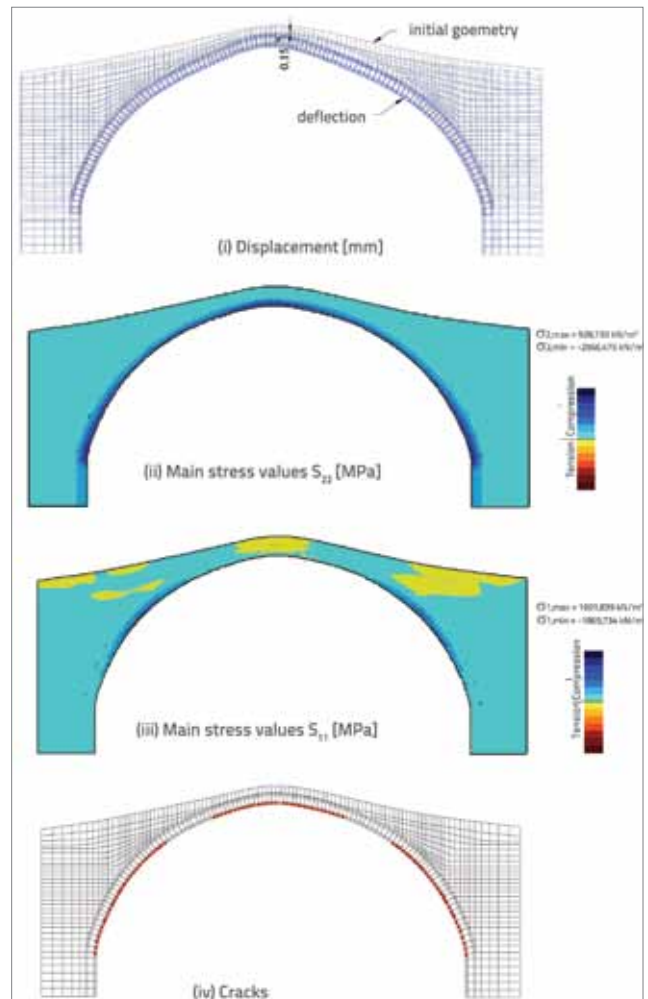 initial goemetry
0.15
deflection
(i) Displacement [mm]
Compression
Tension
(ii) Main stress values S22 [MPa]
Compression
Tension
(iii) Main stress values S11 [MPa]
(iv) Cracks